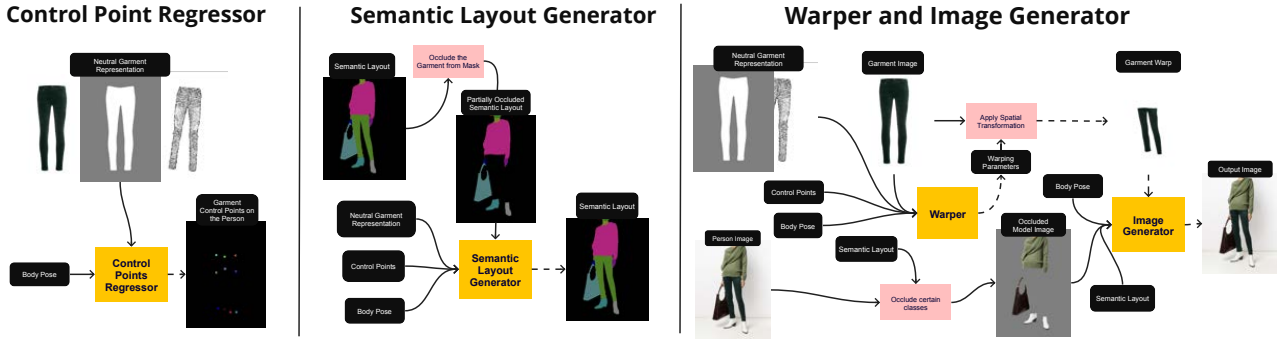 Control Point Regressor
Neutral Garment
Representation
Garment
Control Points on
the Person
Body Pose
Control
Points
Regressor
Semantic Layout Generator
Semantic Layout
Occlude the
Garment from Mask
Partially Occluded
Semantic Layout
Neutral Garment
Representation
Control Points
Body Pose
Semantic
Layout
Generator
Semantic Layout
Warper and Image Generator
Neutral Garment
Representation
Garment Image
Garment Warp
Apply Spatial
Transformation
Warping
Parameters
Control Points
Body Pose
Warper
Person Image
Semantic Layout
Occlude certain
classes
Occluded
Model Image
Body Pose
Image
Generator
Semantic Layout
Output Image